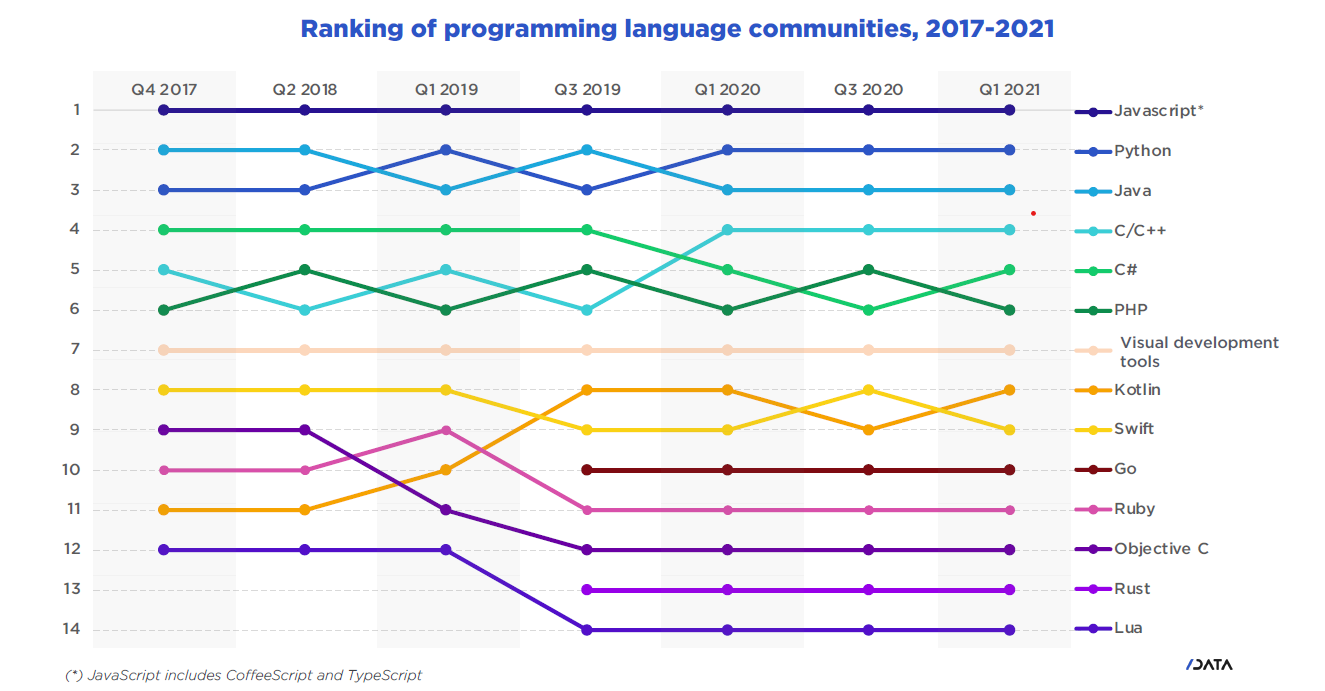 Ranking of programming language communities, 2017-2021
Q4 2017 Q2 2018 Q1 2019 Q3 2019 Q1 2020 Q3 2020 Q1 2021
1 Javascript*
2 Python
3 Java
4 C/C++
5 C#
6 PHP
7 Visual development
tools
8 Kotlin
9 Swift
10 Go
11 Ruby
12 Objective C
13 Rust
14 Lua
(*) JavaScript includes CoffeeScript and TypeScript
/DATA